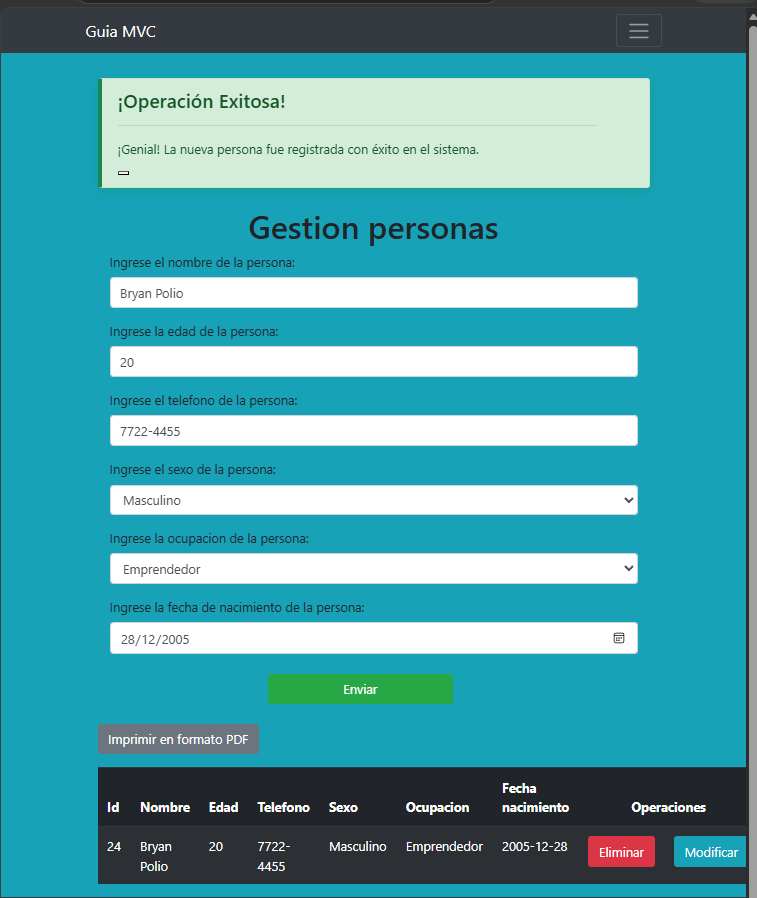 Guia MVC
¡Operación Exitosa!
¡Genial! La nueva persona fue registrada con éxito en el sistema.
Gestion personas
Ingrese el nombre de la persona:
Bryan Polio
Ingrese la edad de la persona:
20
Ingrese el telefono de la persona:
7722-4455
Ingrese el sexo de la persona:
Masculino
Ingrese la ocupacion de la persona:
Emprendedor
Ingrese la fecha de nacimiento de la persona:
28/12/2005
Enviar
Imprimir en formato PDF
Id Nombre Edad Telefono Sexo Ocupacion Fecha nacimiento Operaciones
24 Bryan Polio 20 7722-4455 Masculino Emprendedor 2005-12-28 Eliminar Modificar